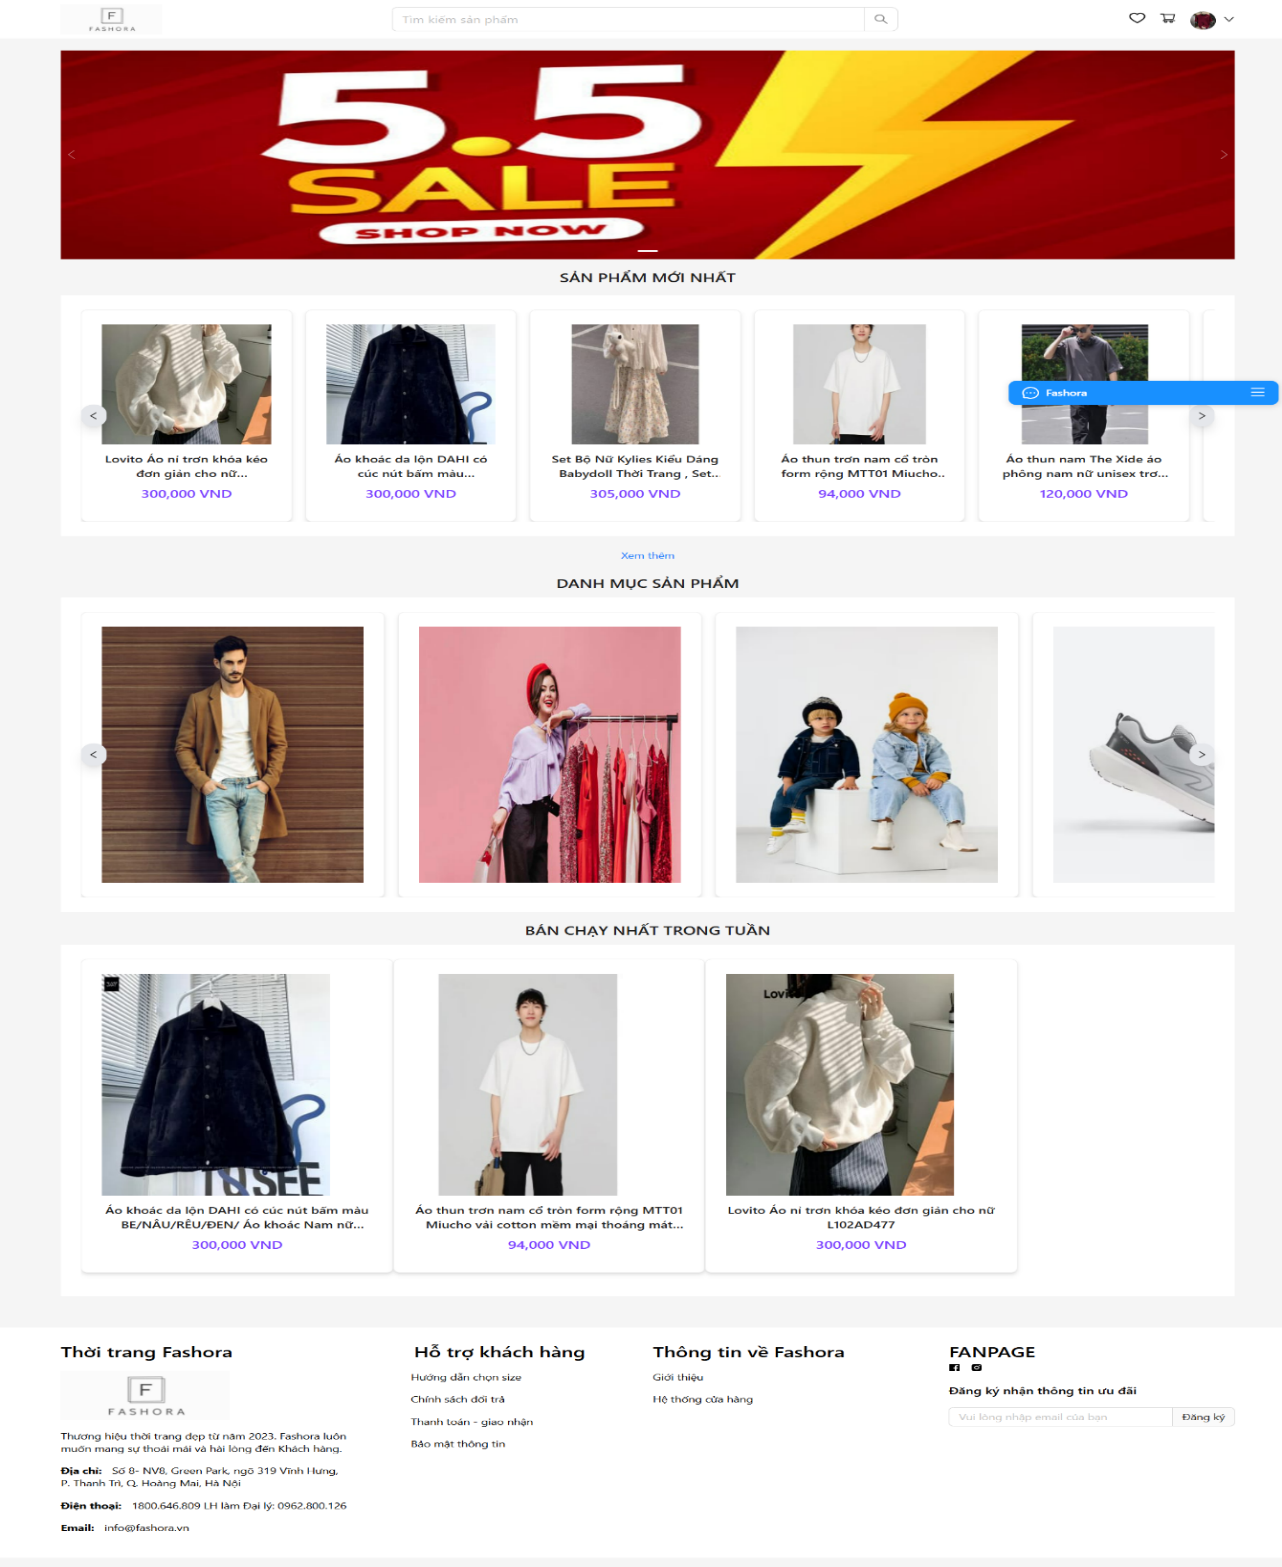 F
FASHORA
Tìm kiếm sản phẩm
5.5
SALE
SHOP NOW
SẢN PHẨM MỚI NHẤT
Lovito Áo nỉ trơn khóa kéo
đơn giản cho nữ...
300,000 VND
Áo khoác da lộn DAHI có
cúc nút bấm màu...
300,000 VND
Set Bộ Nữ Kylies Kiểu Dáng
Babydoll Thời Trang , Set..
305,000 VND
Áo thun trơn nam cổ tròn
form rộng MTT01 Miucho..
94,000 VND
Áo thun nam The Xide áo
phông nam nữ unisex trơ...
120,000 VND
Fashora
Xem thêm
DANH MỤC SẢN PHẨM
BÁN CHẠY NHẤT TRONG TUẦN
TO SEE
Áo khoác da lộn DAHI có cúc nút bấm màu
BE/NÂU/RÊU/ĐEN/ Áo khoác Nam nữ...
300,000 VND
Áo thun trơn nam cổ tròn form rộng MTT01
Miucho vải cotton mềm mại thoáng mát...
94,000 VND
Lovito Áo nỉ trơn khóa kéo đơn giản cho nữ
L102AD477
300,000 VND
Thời trang Fashora
F
FASHORA
Thương hiệu thời trang đẹp từ năm 2023. Fashora luôn
muốn mang sự thoải mái và hài lòng đến Khách hàng.
Địa chỉ: Số 8- NV8, Green Park, ngõ 319 Vĩnh Hưng,
P. Thanh Trì, Q. Hoàng Mai, Hà Nội
Điện thoại: 1800.646.809 LH làm Đại lý: 0962.800.126
Email: info@fashora.vn
Hỗ trợ khách hàng
Hướng dẫn chọn size
Chính sách đổi trả
Thanh toán - giao nhận
Bảo mật thông tin
Thông tin về Fashora
Giới thiệu
Hệ thống cửa hàng
FANPAGE
Đăng ký nhận thông tin ưu đãi
Vui lòng nhập email của bạn
Đăng ký